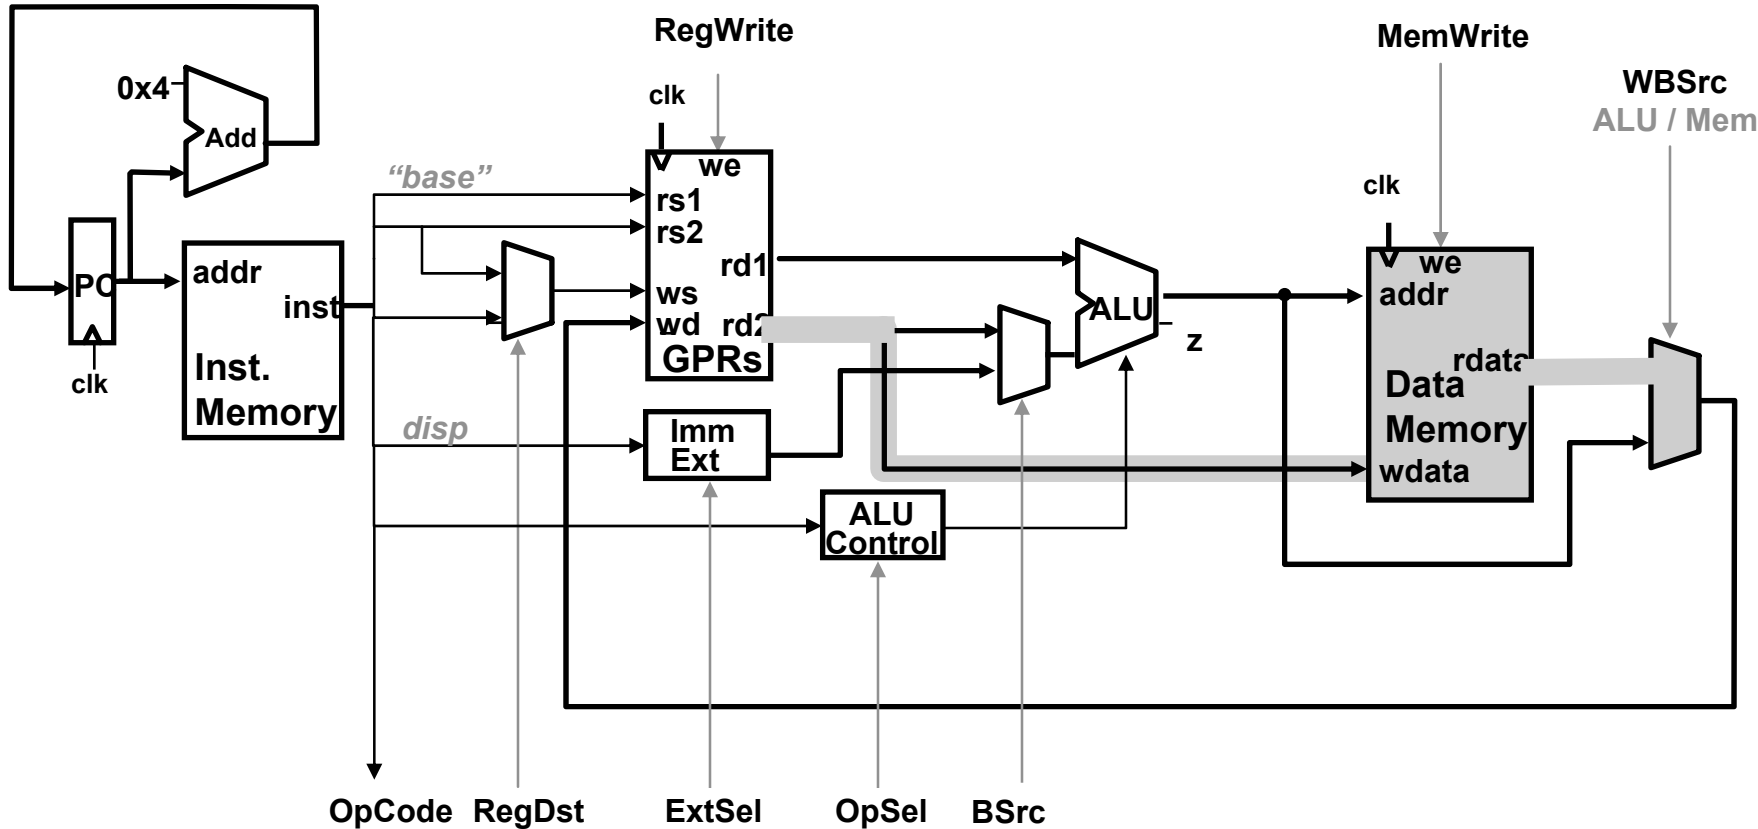 RegWrite
MemWrite
WBSrc
ALU / Mem
0x4
Add
clk
clk
“base”
we
rs1
rs2
rd1
ws
wd
rd2
GPRs
PC
clk
addr
inst
Inst.
Memory
ALU
z
we
addr
rdata
Data
Memory
wdata
disp
Imm
Ext
ALU
Control
OpCode
RegDst
ExtSel
OpSel
BSrc